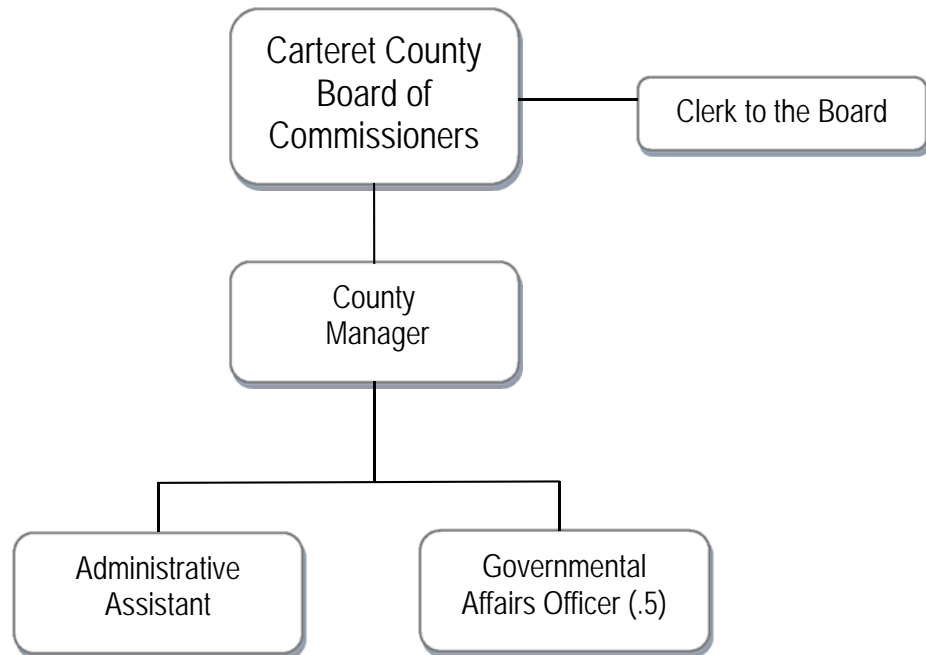 Carteret County
Board of
Commissioners
Clerk to the Board
County
Manager
Administrative
Assistant
Governmental
Affairs Officer (.5)